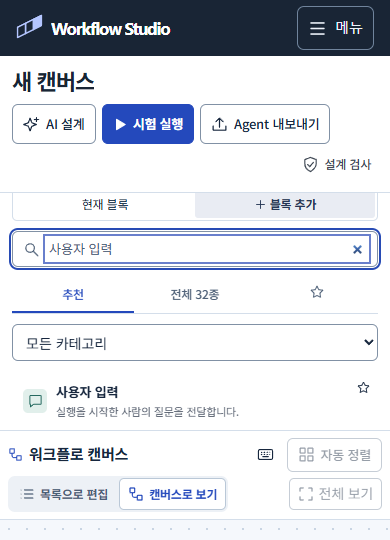 Workflow Studio
메뉴
새 캔버스
AI 설계
시험 실행
Agent 내보내기
설계 검사
현재 블록
+ 블록 추가
사용자 입력
추천
전체 32종
모든 카테고리
사용자 입력
실행을 시작한 사람의 질문을 전달합니다.
워크플로 캔버스
자동 정렬
목록으로 편집
캔버스로 보기
전체 보기